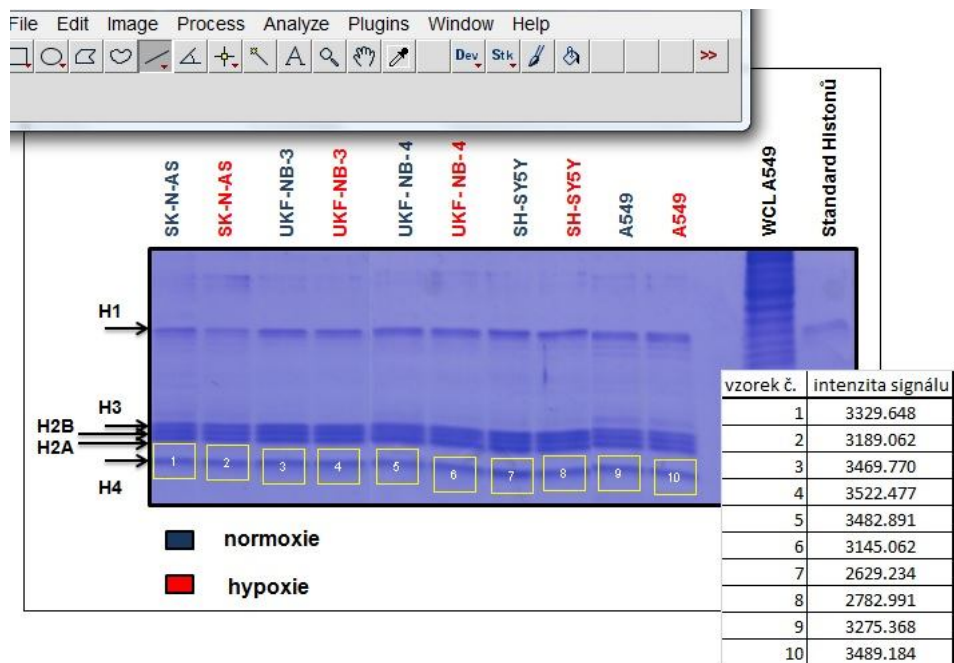 File Edit Image Process Analyze Plugins Window Help
A Dev Stk >>
SK-N-AS
SK-N-AS
UKF-NB-3
UKF-NB-3
UKF- NB-4
UKF- NB-4
SH-SY5Y
SH-SY5Y
A549
A549
WCL A549
Standard HIstonů
H1
H3
H2B
H2A
H4
1 2 3 4 5 6 7 8 9 10
normoxie
hypoxie
vzorek č. intenzita signálu
1 3329.648
2 3189.062
3 3469.770
4 3522.477
5 3482.891
6 3145.062
7 2629.234
8 2782.991
9 3275.368
10 3489.184